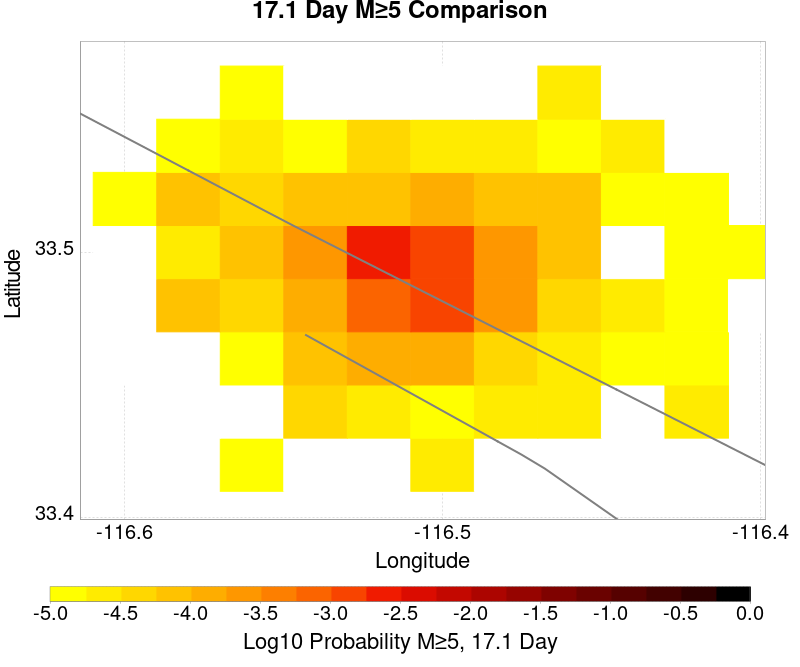 17.1 Day M≥5 Comparison
Latitude
33.5
33.4
-116.6 -116.5 -116.4
Longitude
-5.0 -4.5 -4.0 -3.5 -3.0 -2.5 -2.0 -1.5 -1.0 -0.5 0.0
Log10 Probability M≥5, 17.1 Day